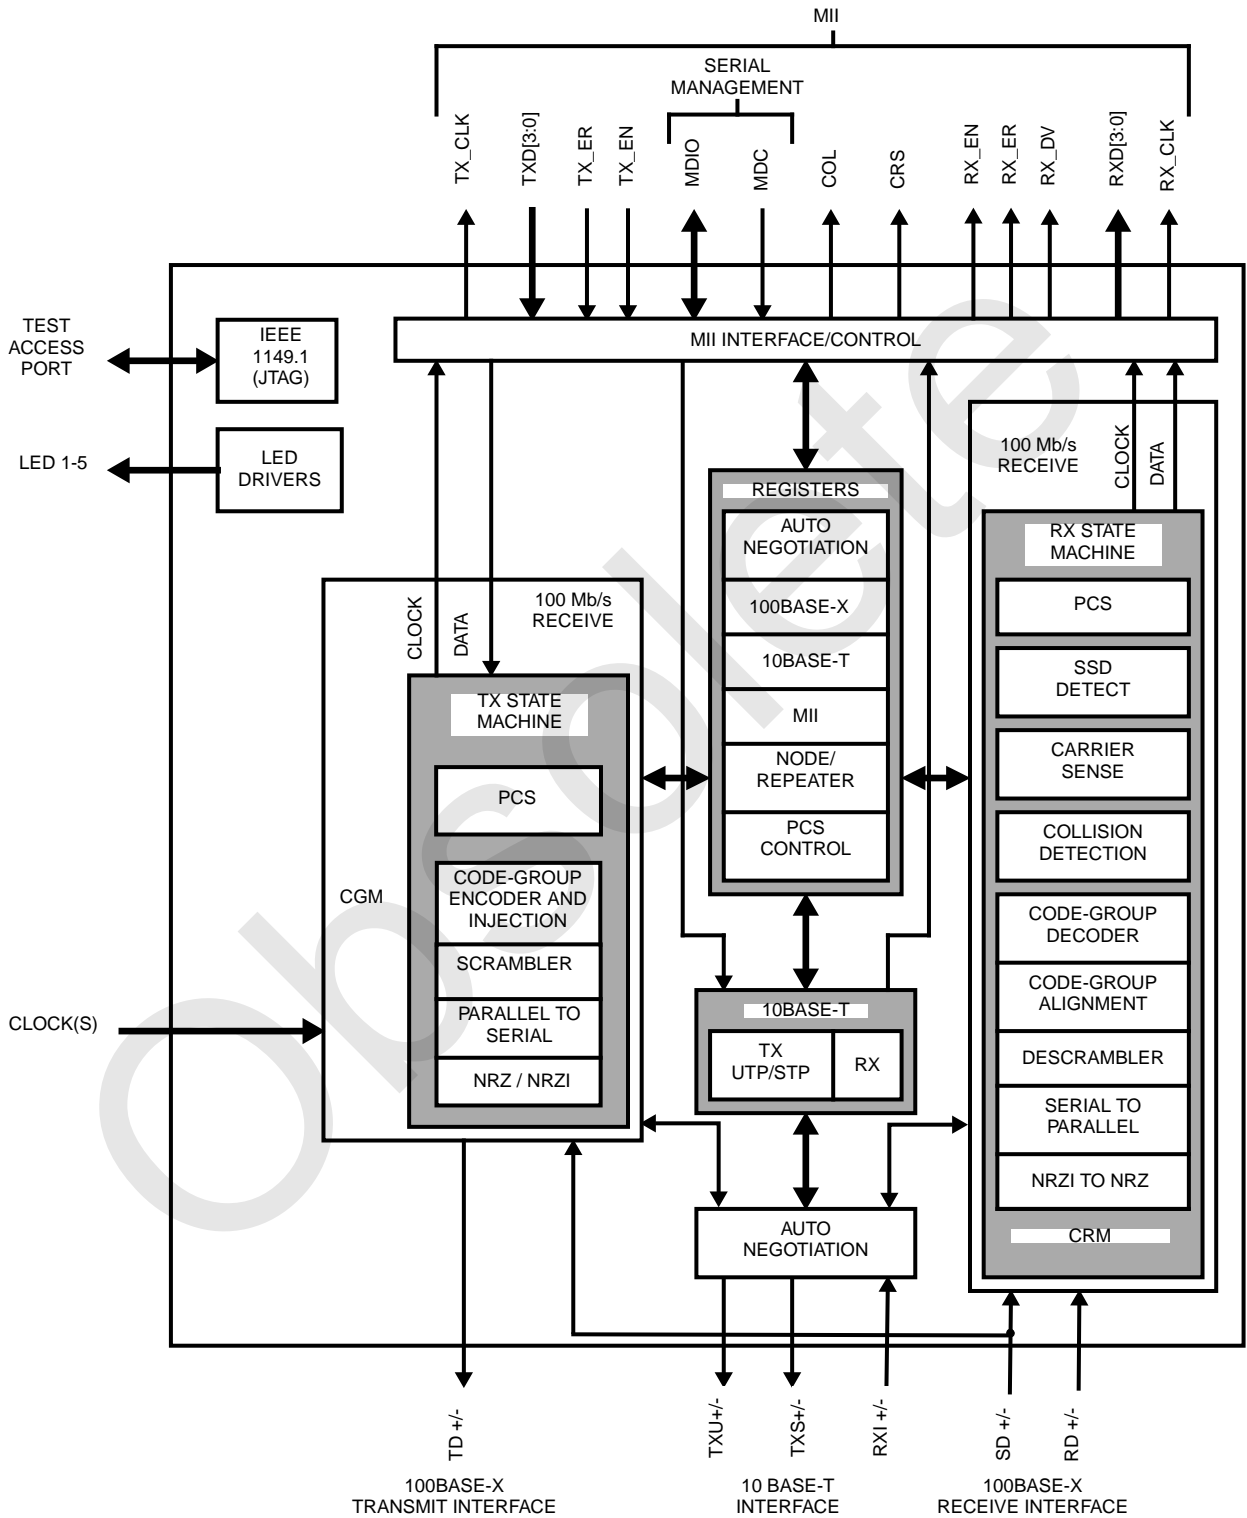 MII
SERIAL
MANAGEMENT
TX_CLK
TXD[3:0]
TX_ER
TX_EN
MDIO
MDC
COL
CRS
RX_EN
RX_ER
RX_DV
RXD[3:0]
RX_CLK
TEST
ACCESS
PORT
IEEE
1149.1
(JTAG)
MII INTERFACE/CONTROL
LED 1-5
LED
DRIVERS
100 Mb/s
RECEIVE
CLOCK
DATA
REGISTERS
AUTO
NEGOTIATION
100BASE-X
10BASE-T
MII
NODE/
REPEATER
PCS
CONTROL
RX STATE
MACHINE
PCS
SSD
DETECT
CARRIER
SENSE
COLLISION
DETECTION
CODE-GROUP
DECODER
CODE-GROUP
ALIGNMENT
DESCRAMBLER
SERIAL TO
PARALLEL
NRZI TO NRZ
CRM
100 Mb/s
RECEIVE
CLOCK
DATA
TX STATE
MACHINE
PCS
CGM
CODE-GROUP
ENCODER AND
INJECTION
SCRAMBLER
PARALLEL TO
SERIAL
NRZ / NRZI
CLOCK(S)
10BASE-T
TX
UTP/STP
RX
AUTO
NEGOTIATION
TD +/-
TXU+/-
TXS+/-
RXI +/-
SD +/-
RD +/-
100BASE-X
TRANSMIT INTERFACE
10 BASE-T
INTERFACE
100BASE-X
RECEIVE INTERFACE
Obsolete